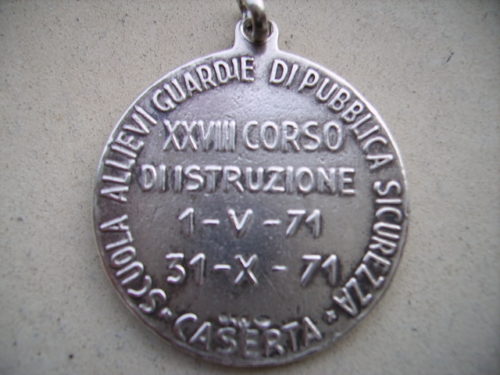 SCUOLA ALLIEVI GUARDIE DI PUBBLICA SICUREZZA
XXVIII CORSO
DI ISTRUZIONE
1-V-71
31-X-71
CASERTA